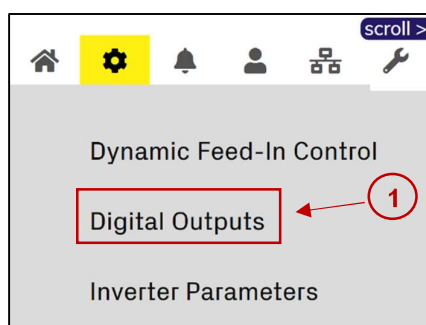 scroll >
Dynamic Feed-In Control
Digital Outputs
1
Inverter Parameters